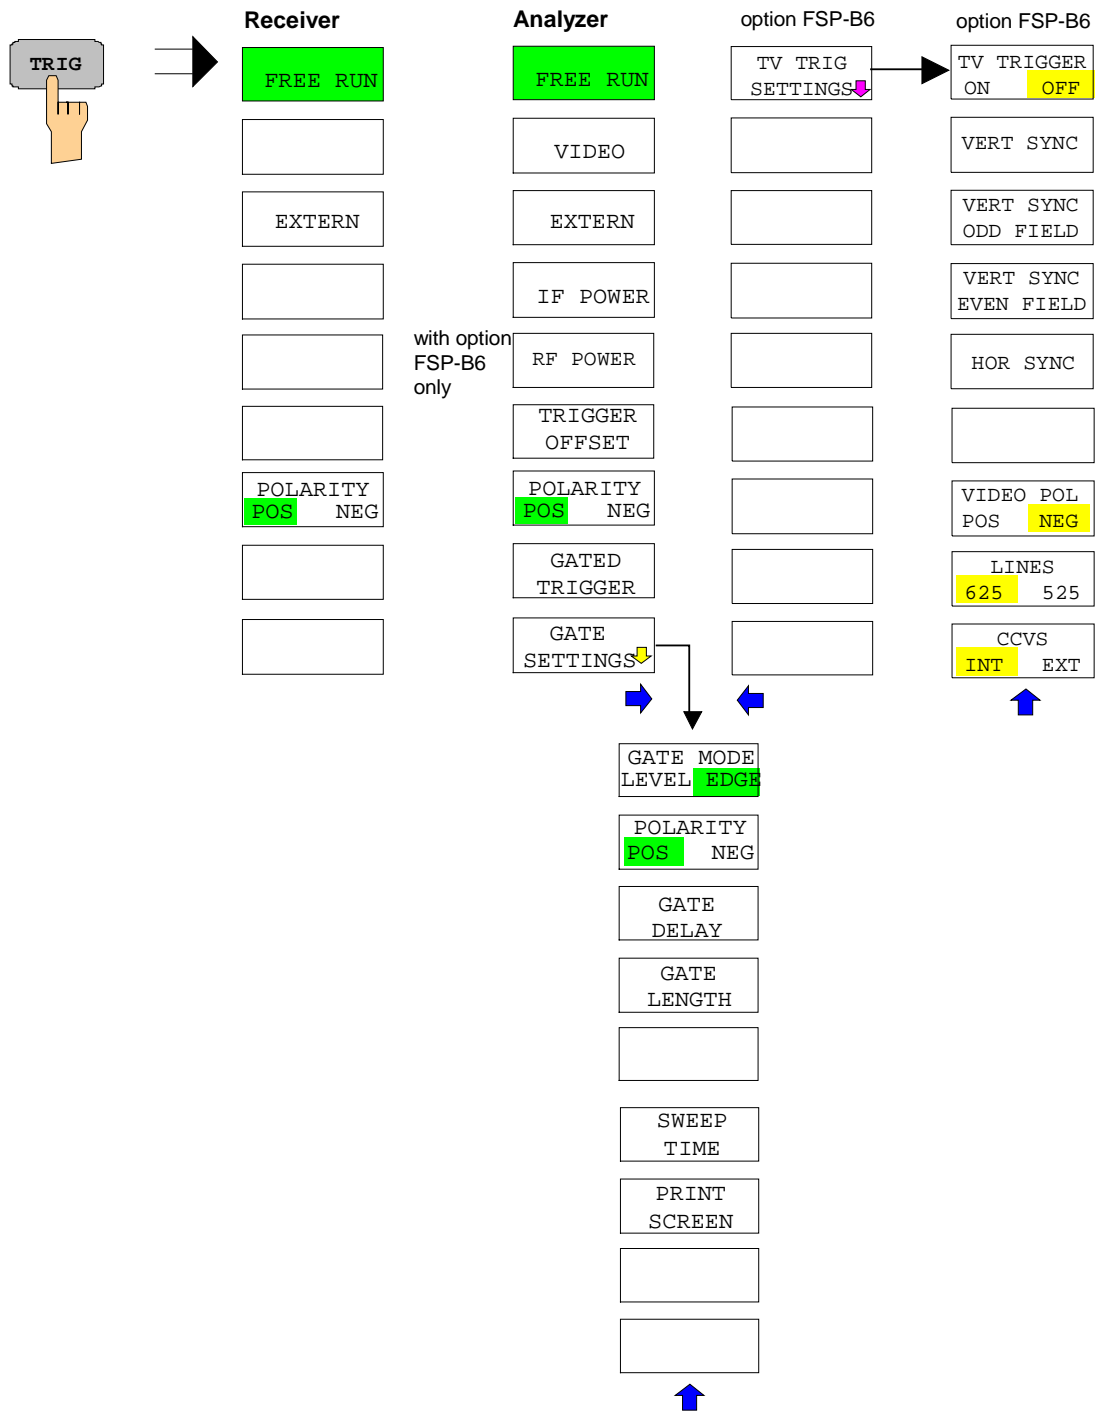 TRIG
Receiver
FREE RUN
EXTERN
POLARITY
POS NEG
with option
FSP-B6
only
Analyzer
FREE RUN
VIDEO
EXTERN
IF POWER
RF POWER
TRIGGER
OFFSET
POLARITY
POS NEG
GATED
TRIGGER
GATE
SETTINGS
GATE MODE
LEVEL EDGE
POLARITY
POS NEG
GATE
DELAY
GATE
LENGTH
SWEEP
TIME
PRINT
SCREEN
option FSP-B6
TV TRIG
SETTINGS
option FSP-B6
TV TRIGGER
ON OFF
VERT SYNC
VERT SYNC
ODD FIELD
VERT SYNC
EVEN FIELD
HOR SYNC
VIDEO POL
POS NEG
LINES
625 525
CCVS
INT EXT